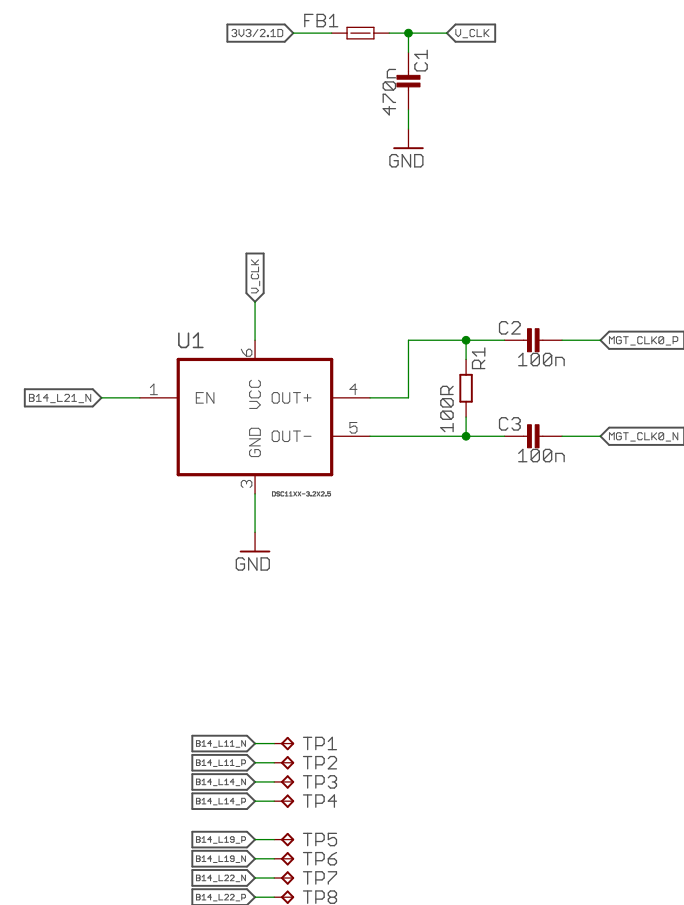 FB1
3V3/2.1D
V_CLK
C1
470n
GND
V_CLK
U1
6
C2
MGT_CLK0_P
100n
R1
B14_L21_N
1
EN
VCC
OUT+
4
100R
GND
OUT-
5
C3
MGT_CLK0_N
100n
3
DSC11XX-3.2X2.5
GND
B14_L11_N TP1
B14_L11_P TP2
B14_L14_N TP3
B14_L14_P TP4
B14_L19_P TP5
B14_L19_N TP6
B14_L22_N TP7
B14_L22_P TP8